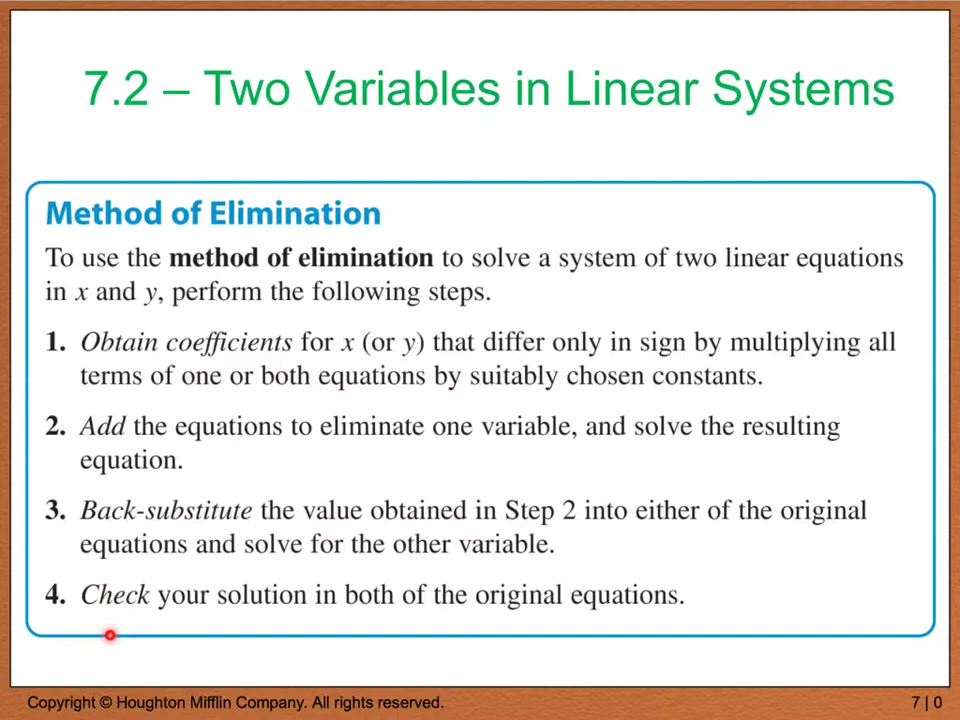 7.2 – Two Variables in Linear Systems
Method of Elimination
To use the method of elimination to solve a system of two linear equations
in x and y, perform the following steps.
1. Obtain coefficients for x (or y) that differ only in sign by multiplying all
terms of one or both equations by suitably chosen constants.
2. Add the equations to eliminate one variable, and solve the resulting
equation.
3. Back-substitute the value obtained in Step 2 into either of the original
equations and solve for the other variable.
4. Check your solution in both of the original equations.
Copyright © Houghton Mifflin Company. All rights reserved. 7 | 0